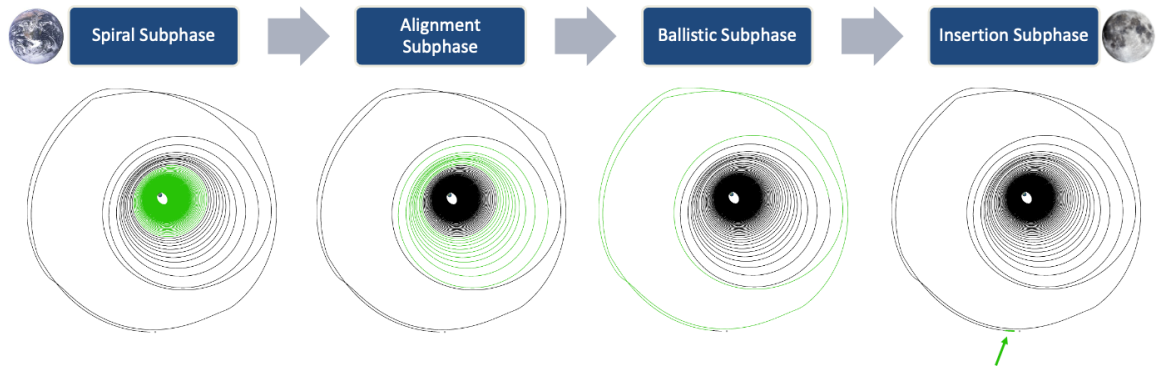 Spiral Subphase
Alignment
Subphase
Ballistic Subphase
Insertion Subphase